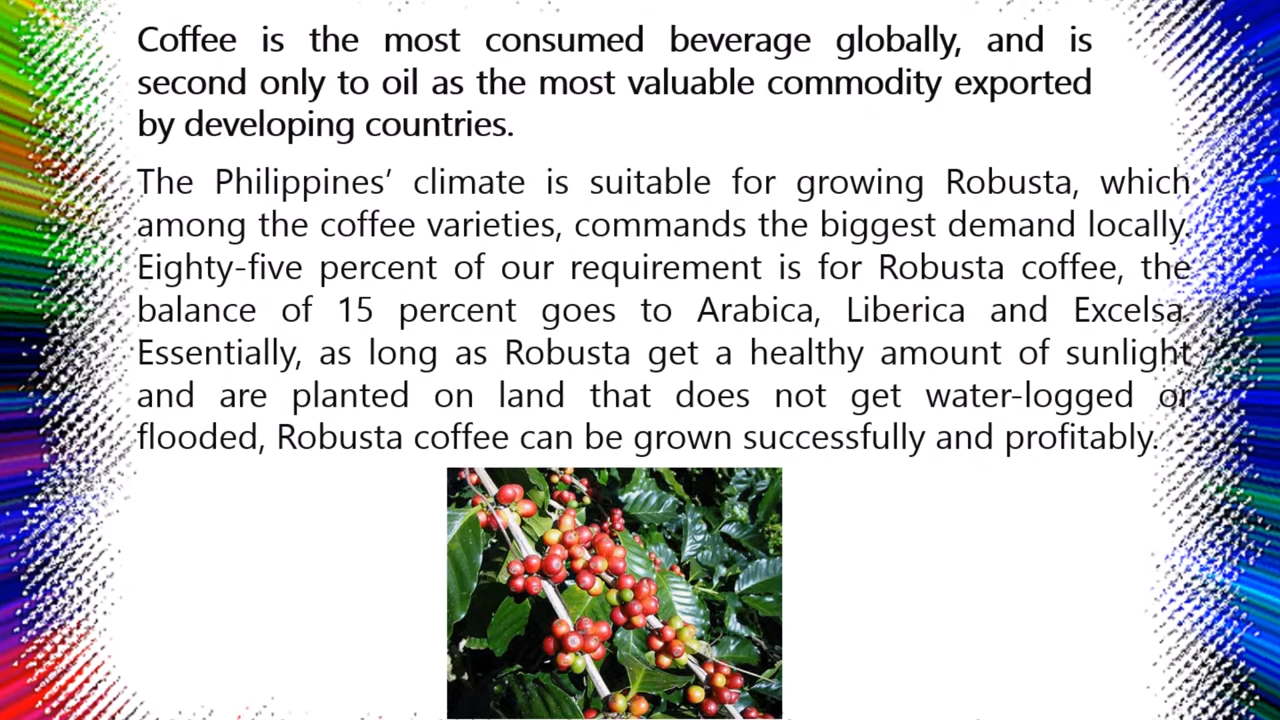 Coffee is the most consumed beverage globally, and is
second only to oil as the most valuable commodity exported
by developing countries.
The Philippines’ climate is suitable for growing Robusta, which
among the coffee varieties, commands the biggest demand locally.
Eighty-five percent of our requirement is for Robusta coffee, the
balance of 15 percent goes to Arabica, Liberica and Excelsa.
Essentially, as long as Robusta get a healthy amount of sunlight
and are planted on land that does not get water-logged or
flooded, Robusta coffee can be grown successfully and profitably.